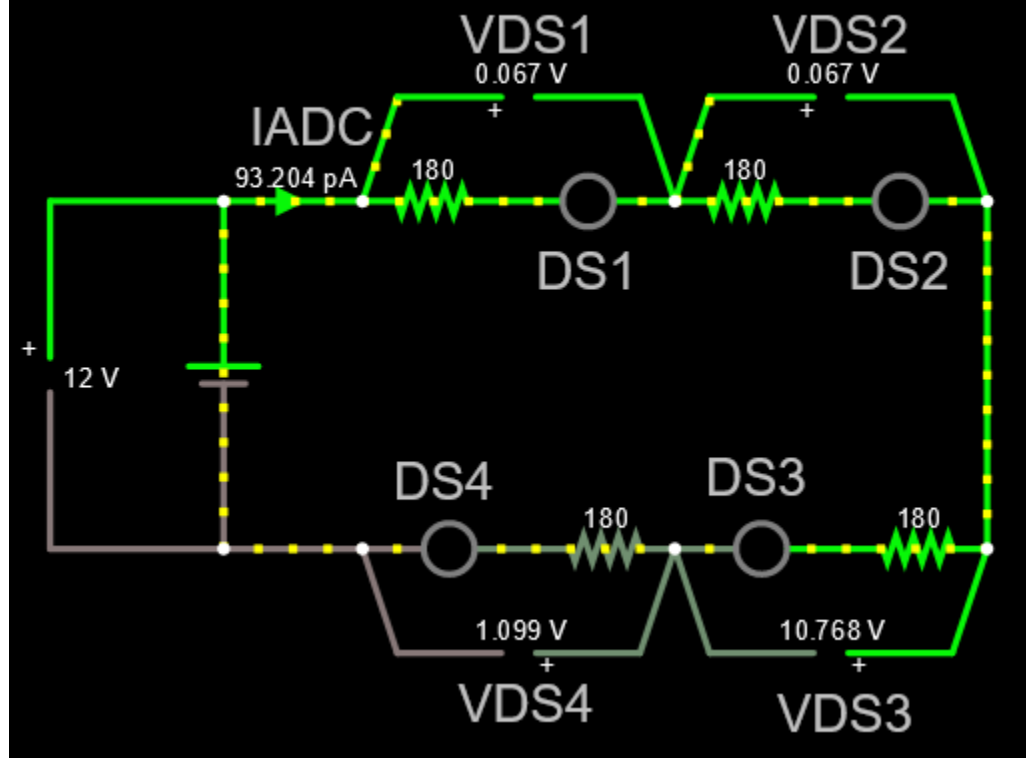 VDS1
VDS2
0.067 V
0.067 V
+
+
IADC
93.204 pA
180
180
DS1
DS2
+
12 V
DS4
DS3
180
180
1.099 V
10.768 V
+
+
VDS4
VDS3